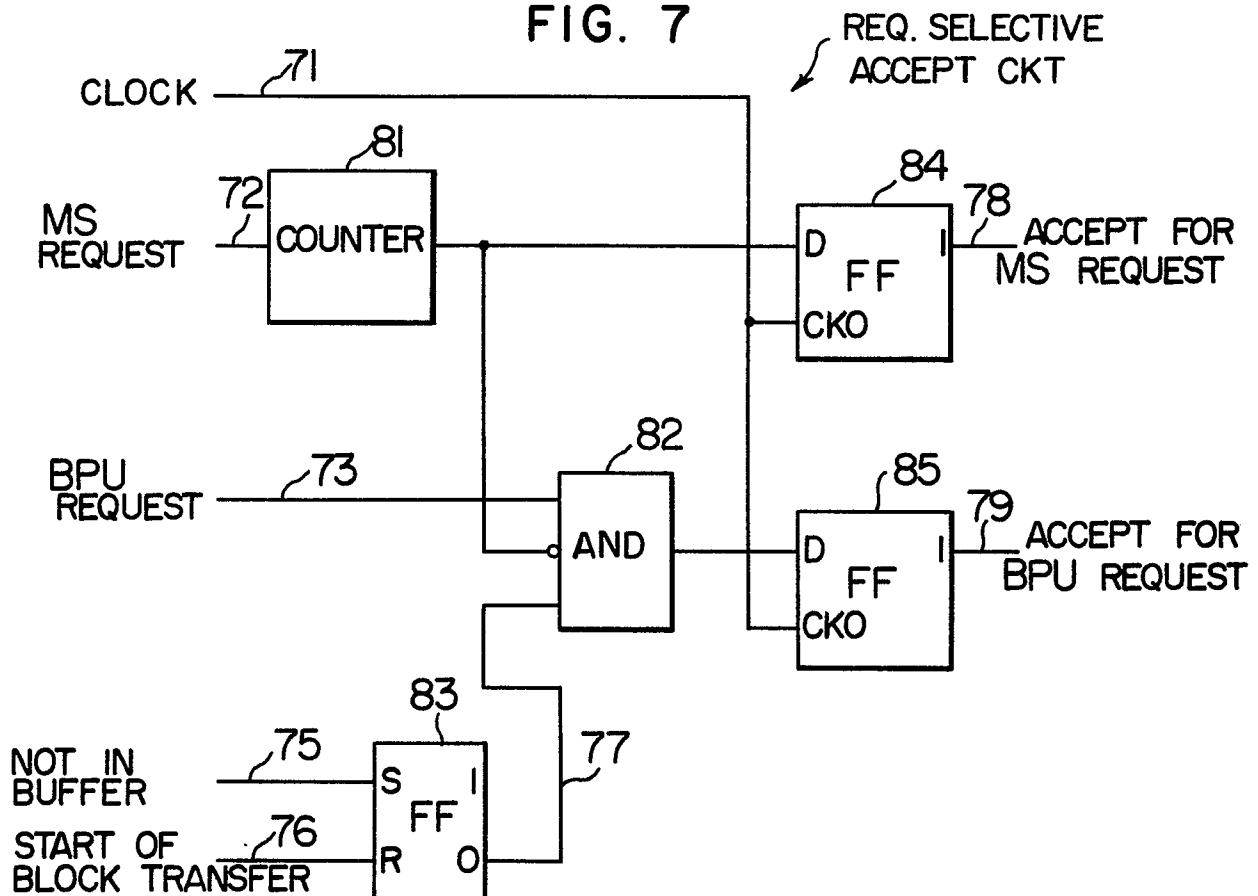 FIG. 7
REQ. SELECTIVE
ACCEPT CKT
CLOCK
71
81
MS
REQUEST
72
COUNTER
84
D
FF
I
CKO
78
ACCEPT FOR
MS REQUEST
BPU
REQUEST
73
82
AND
85
D
FF
I
CKO
79
ACCEPT FOR
BPU REQUEST
83
NOT IN
BUFFER
75
S
I
FF
R
O
77
START OF
BLOCK TRANSFER
76